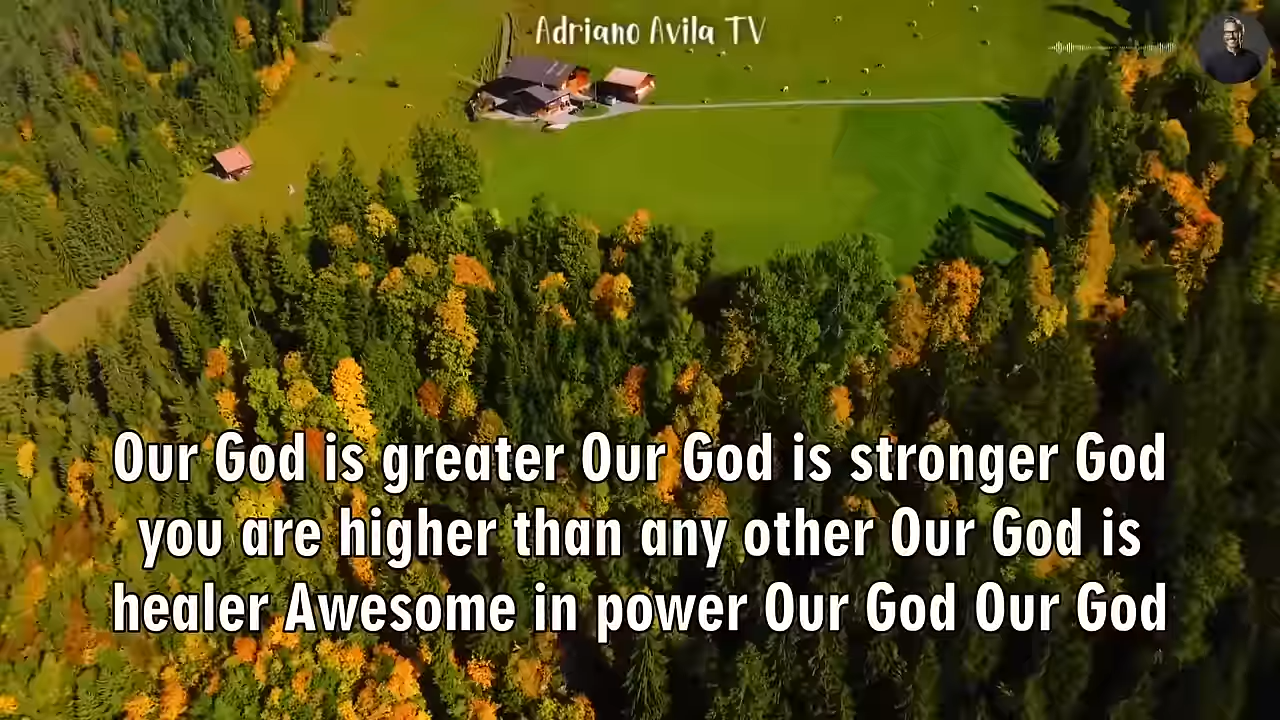 Adriano Avila TV
Our God is greater Our God is stronger God
you are higher than any other Our God is
healer Awesome in power Our God Our God